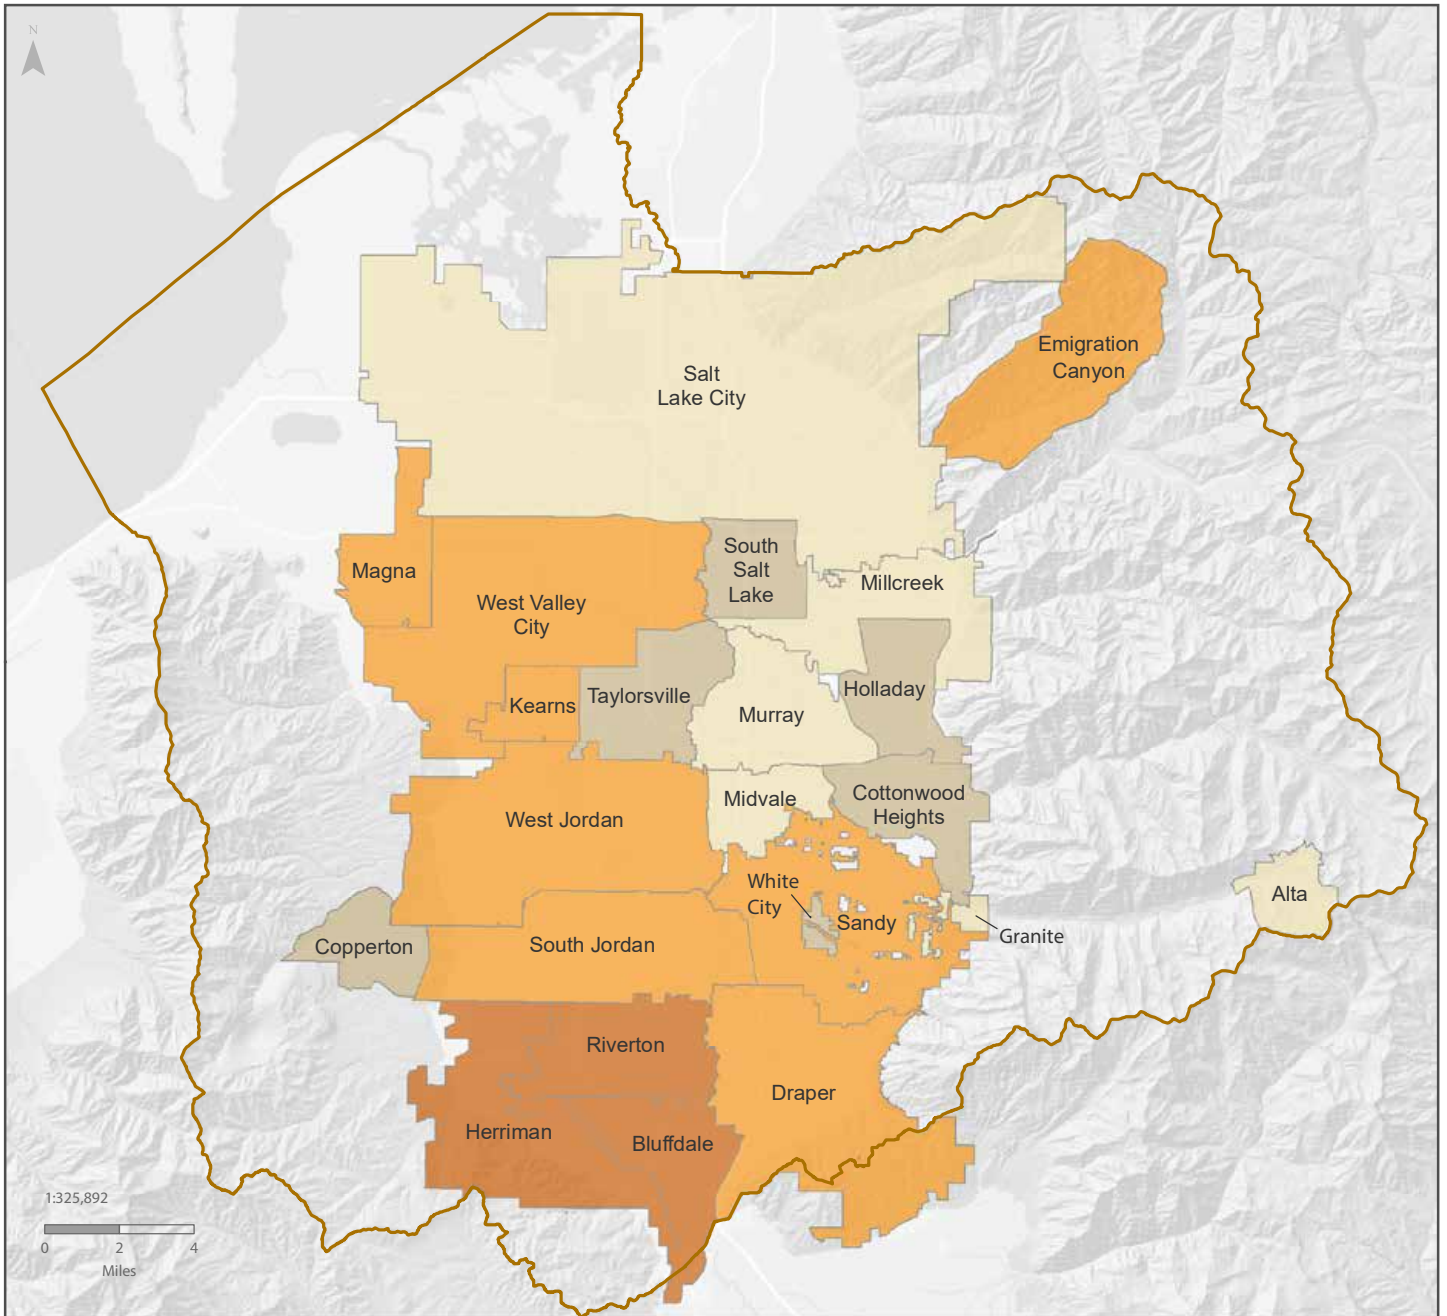 N
Salt
Lake City
Emigration
Canyon
South
Salt
Lake
Magna
Millcreek
West Valley
City
Holladay
Taylorsville
Kearns
Murray
Midvale
Cottonwood
Heights
West Jordan
White
City
Alta
Sandy
Granite
South Jordan
Copperton
Riverton
Draper
Herriman
Bluffdale
1:325,892
0 2 4
Miles